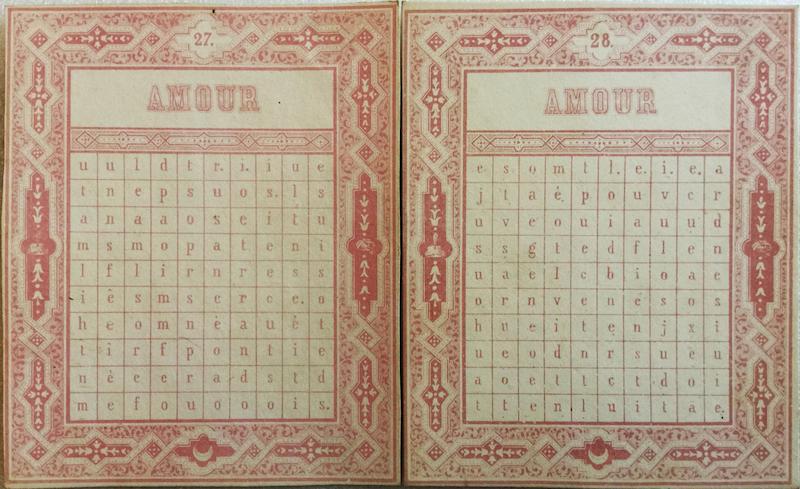 27.
AMOUR
u u l d t r. i. i u e
t n e p s u o s. l s
a n a a o s e i t u
m s m o p a t e n i
l f l i r n r e s s
i ê s m s e r c e. o
h e o m n è a u é t
t î r f p o n t i e
n è e e r a d s t d
m e f o u o o o i s.
28.
AMOUR
e s o m t l. e. i. e. a
j t a é p o u v c r
u v e o u i a u u d
s s g t e d f l e n
u a e l c b i o a e
o r n v e n é s o s
h u e i t e n j x i
u e o d n r s u e u
a o e t t c t d o i
t t e n l u i t a e.